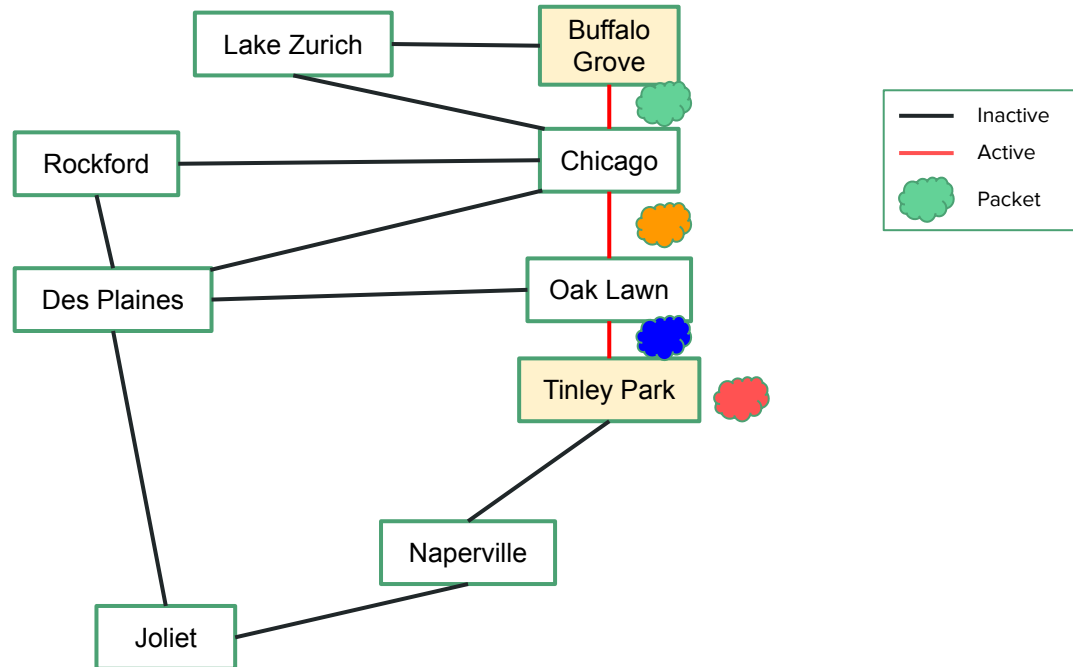 Lake Zurich
Buffalo
Grove
Rockford
Chicago
Des Plaines
Oak Lawn
Tinley Park
Naperville
Joliet
Inactive
Active
Packet